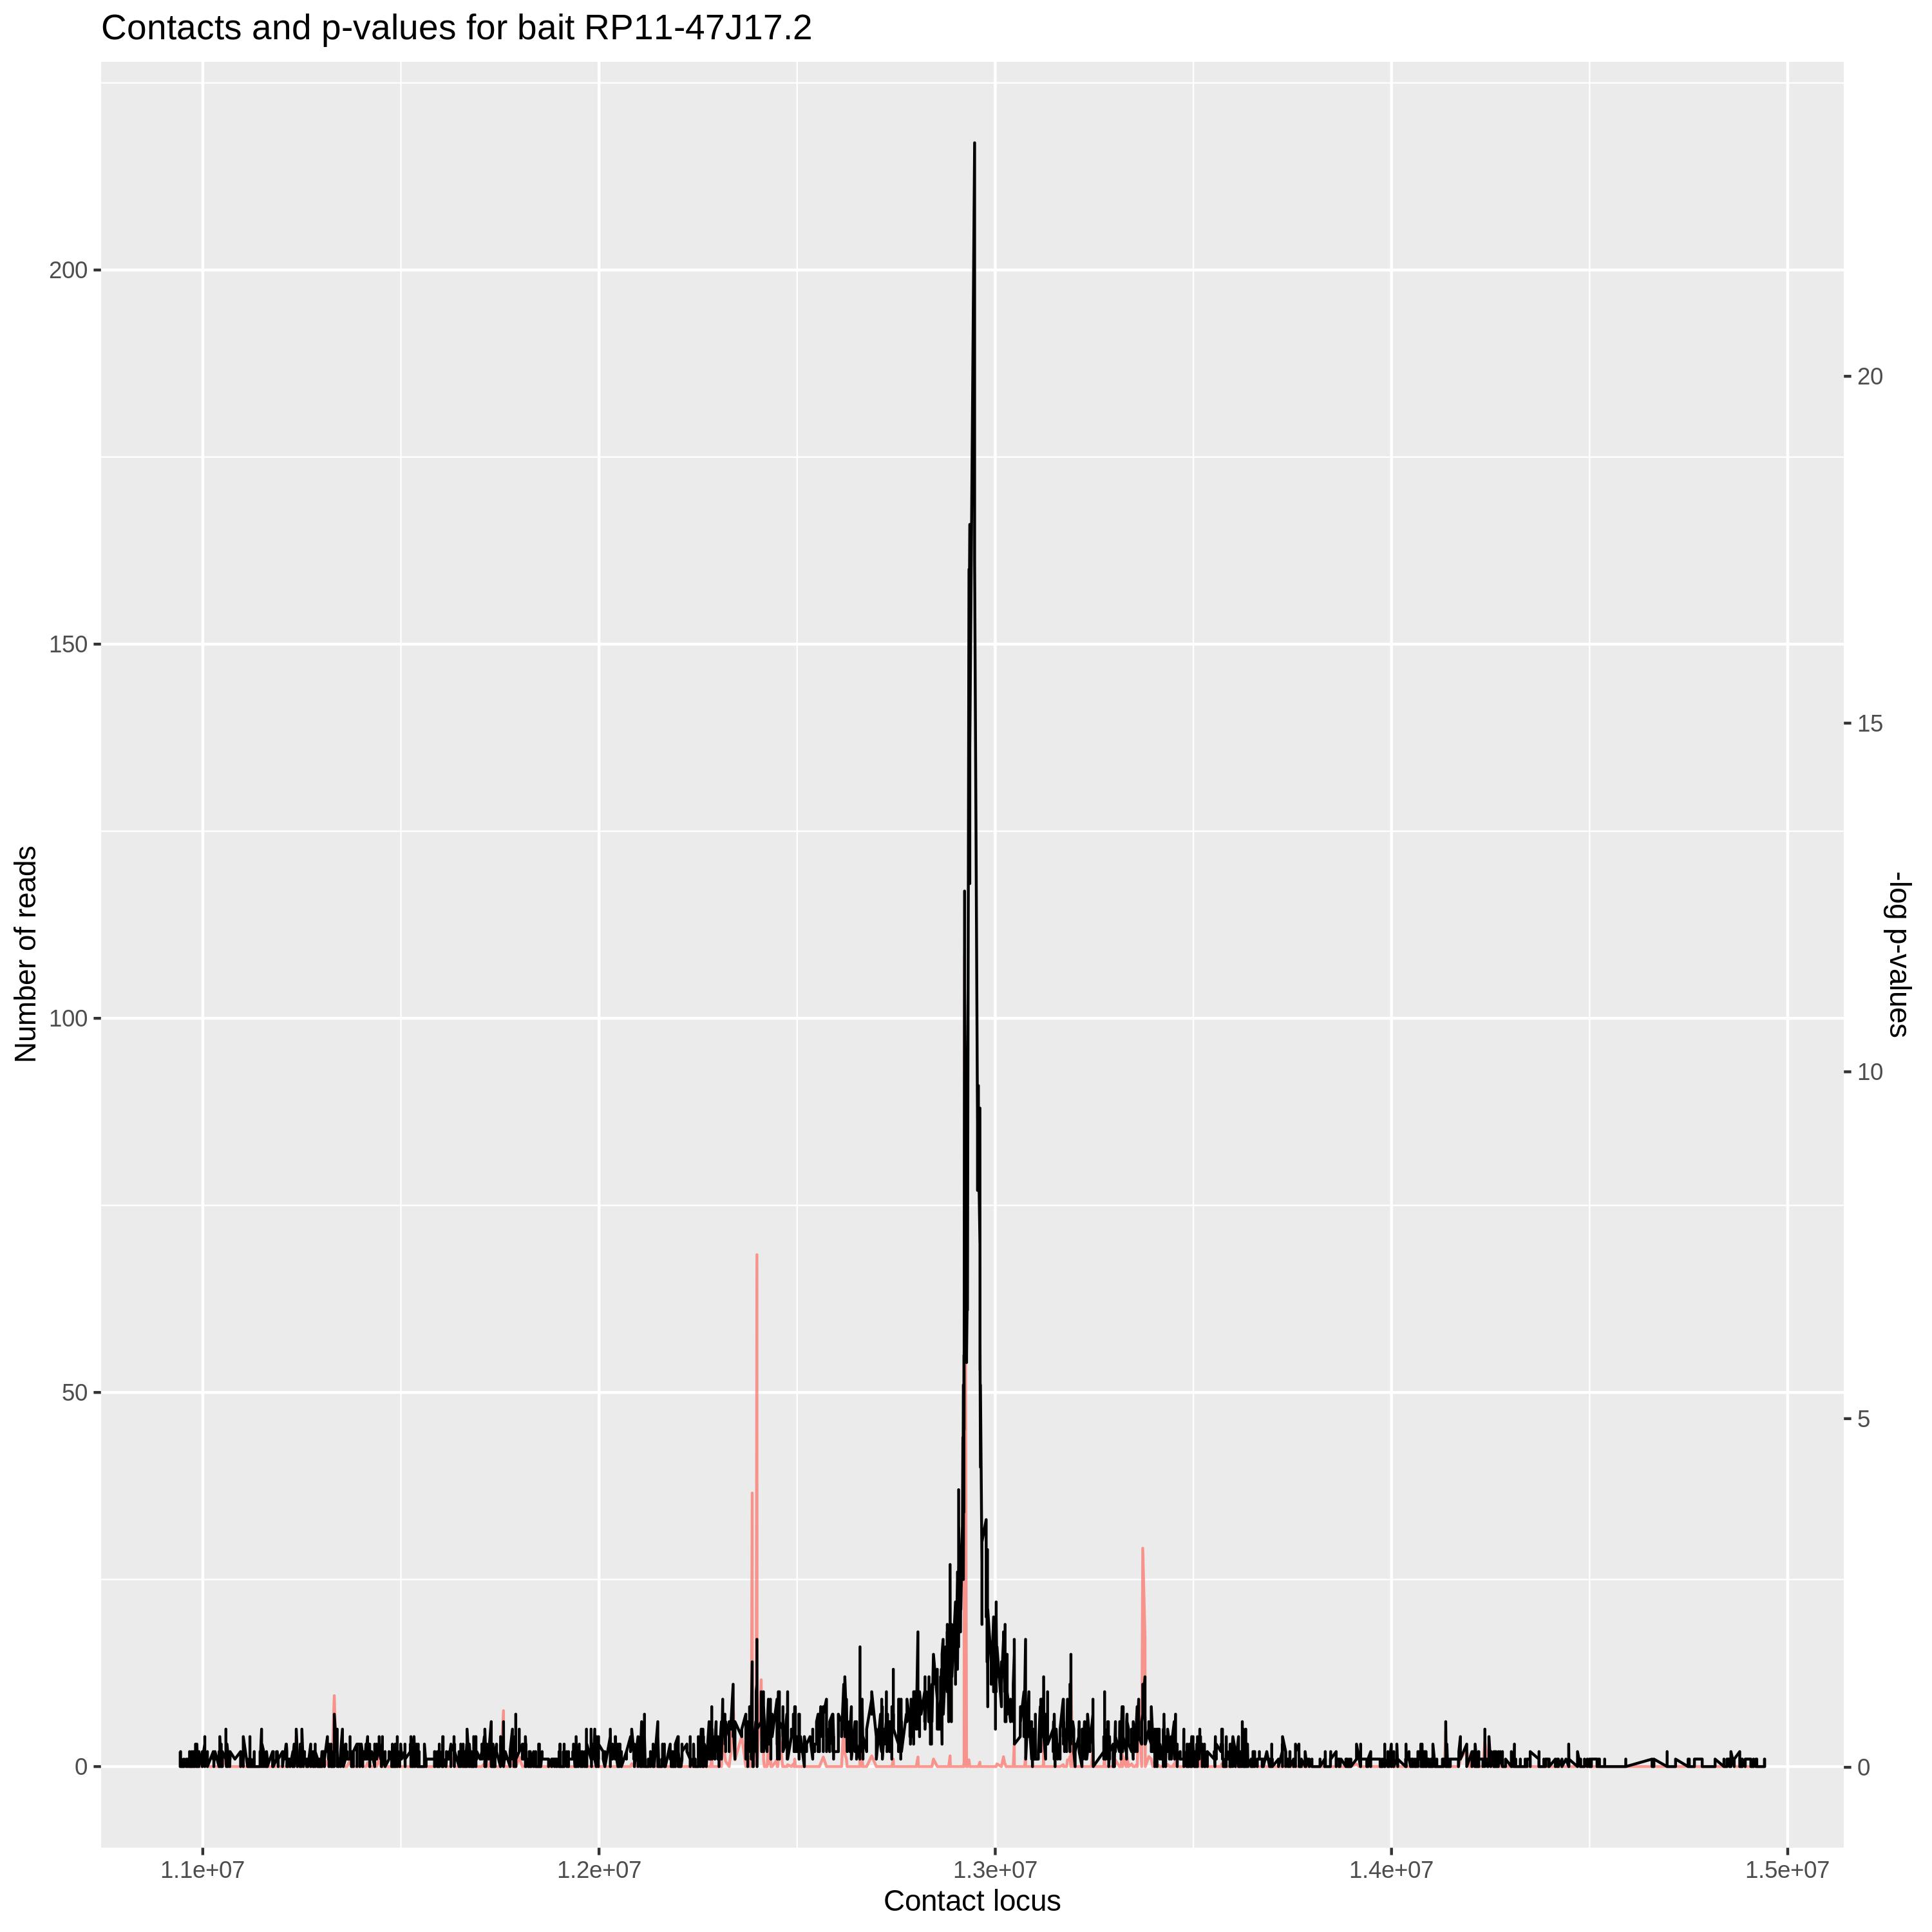 Contacts and p-values for bait RP11-47J17.2
200
150
100
50
0
Number of reads
20
15
10
5
0
-log p-values
1.1e+07
1.2e+07
1.3e+07
1.4e+07
1.5e+07
Contact locus